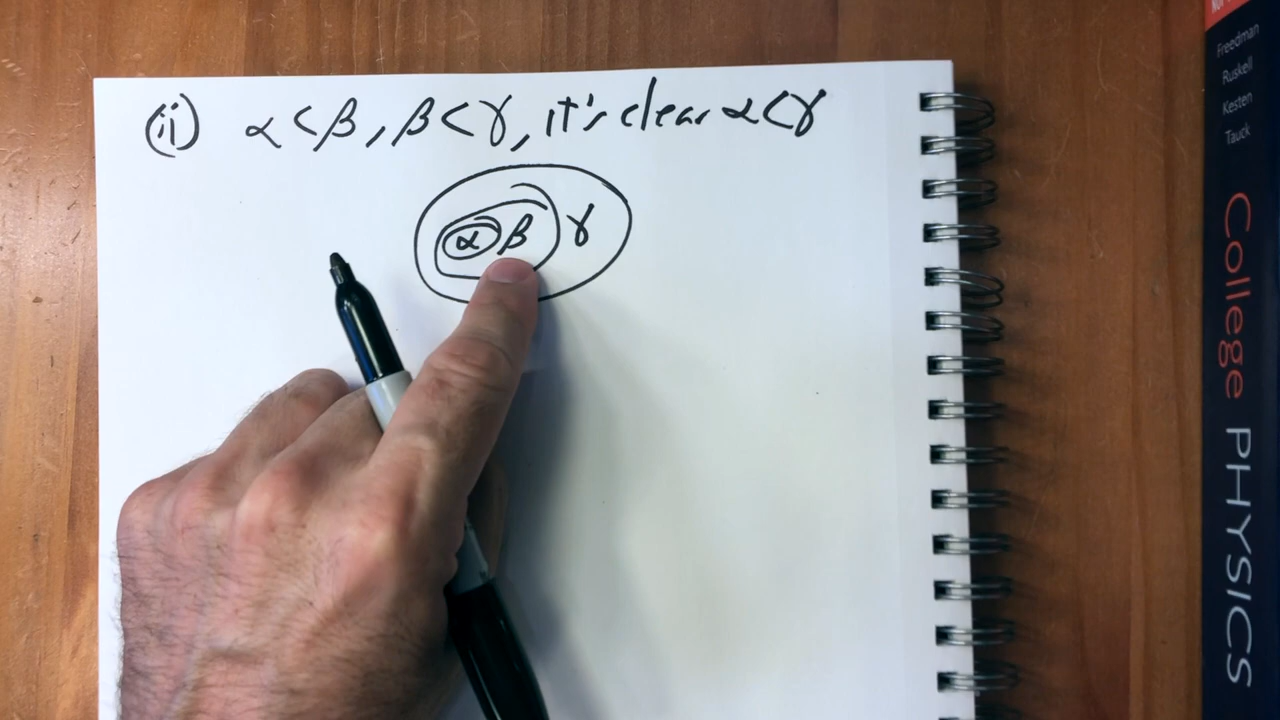 (ii) α < β, β < γ, it's clear α < γ
α β γ
Freedman
Ruskell
Kesten
Tauck
College PHYSICS